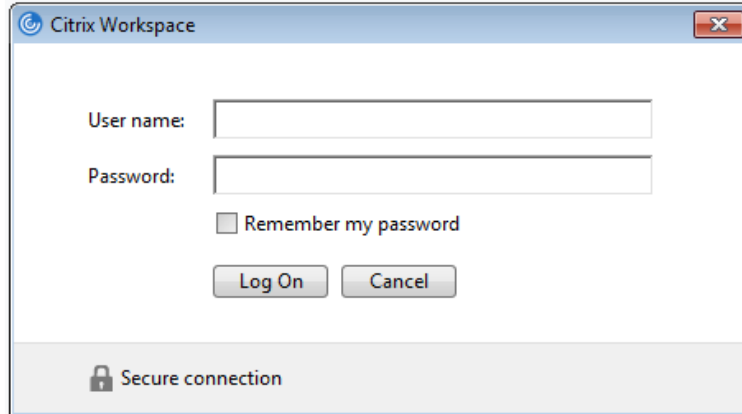 Citrix Workspace
User name:
Password:
Remember my password
Log On Cancel
Secure connection